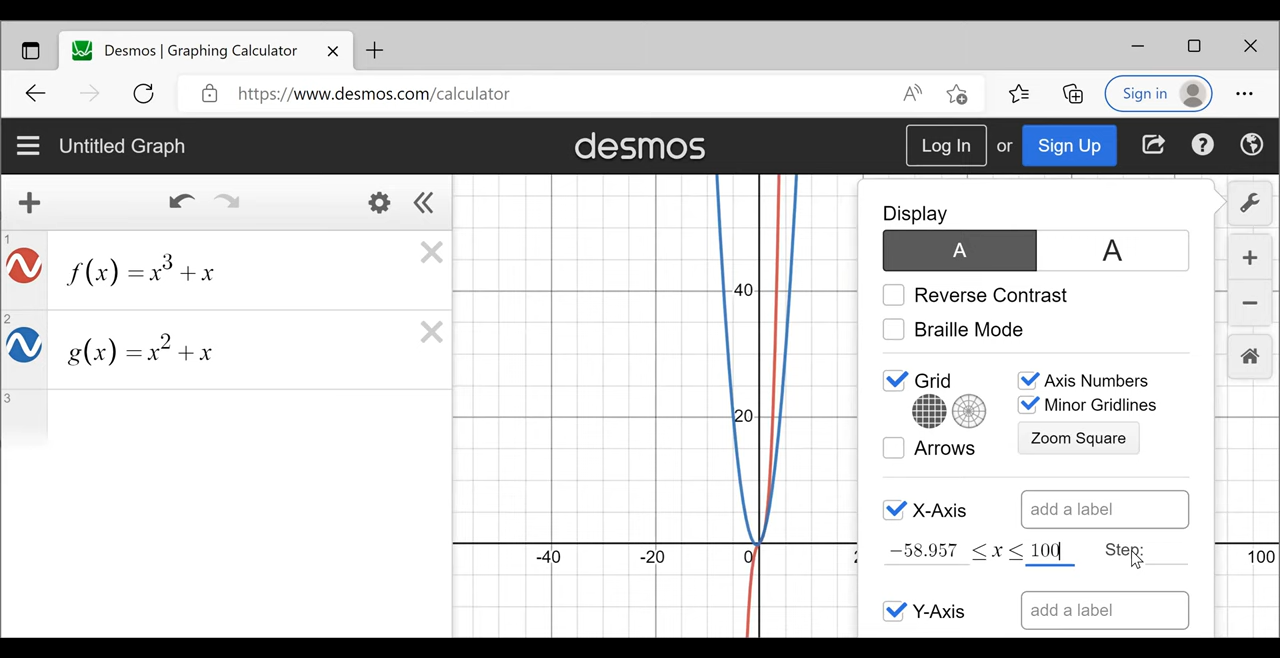 Desmos | Graphing Calculator
https://www.desmos.com/calculator
A
Sign in
Untitled Graph
desmos
Log In or Sign Up
?
1
f(x) = x³ + x
2
g(x) = x² + x
3
40
20
-40
-20
0
2
100
Display
A
A
Reverse Contrast
Braille Mode
Grid
Axis Numbers
Minor Gridlines
Zoom Square
Arrows
X-Axis
add a label
−58.957 ≤ x ≤ 100
Step:
Y-Axis
add a label